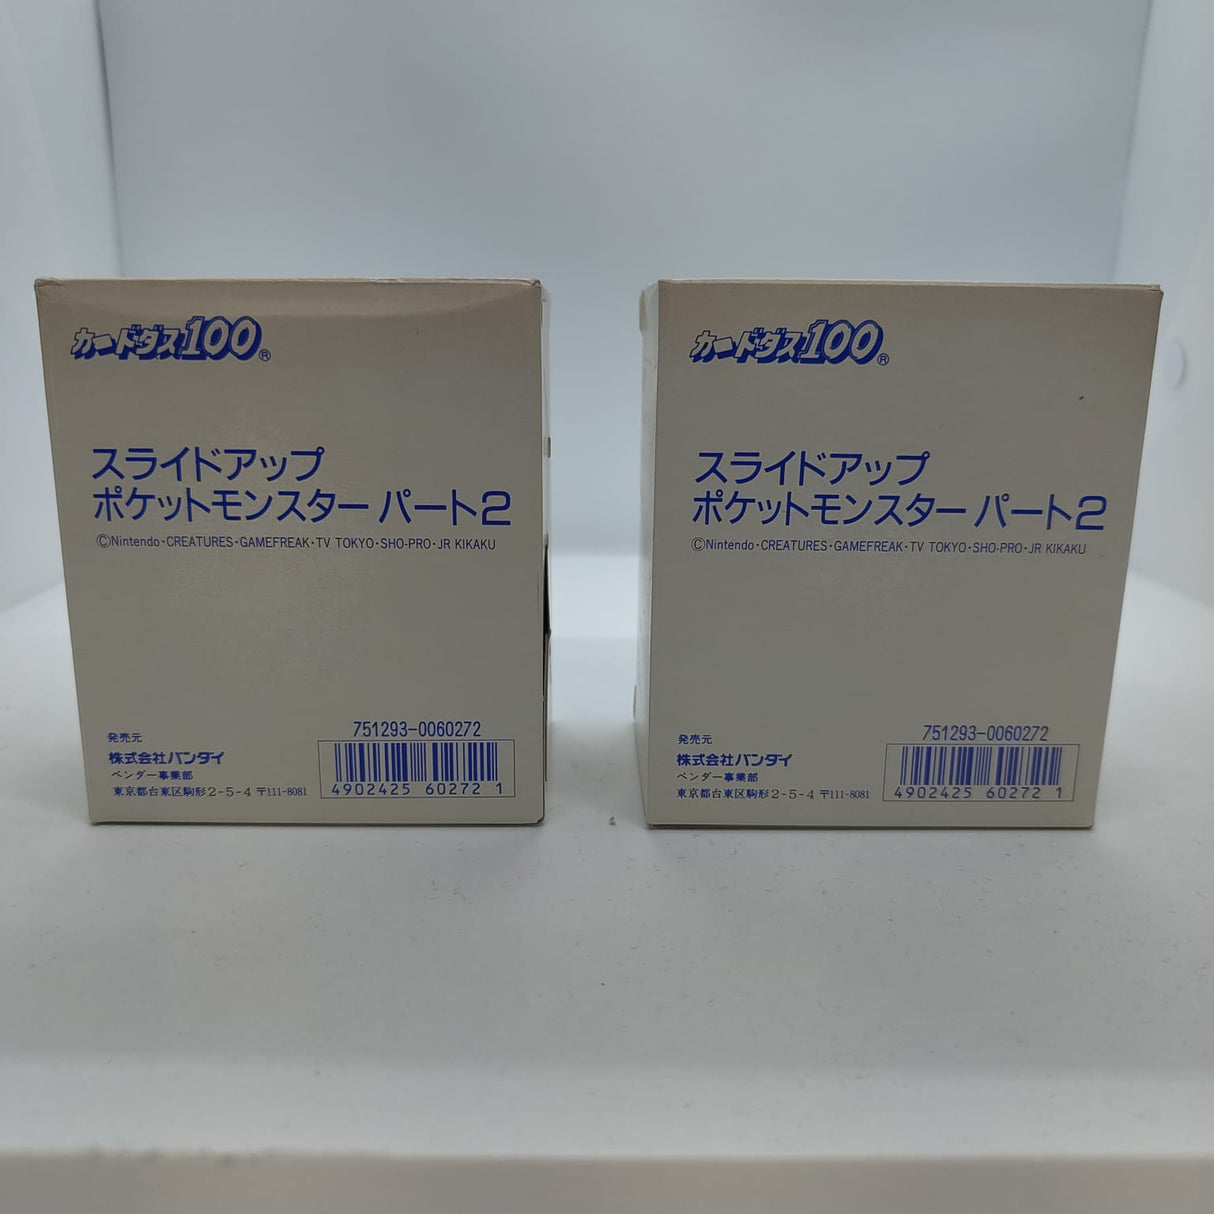 カードダス100®
スライドアップ
ポケットモンスター パート2
©Nintendo・CREATURES・GAMEFREAK・TV TOKYO・SHO-PRO・JR KIKAKU
751293-0060272
発売元
株式会社バンダイ
ベンダー事業部
東京都台東区駒形2-5-4 〒111-8081
4902425 60272 1
カードダス100®
スライドアップ
ポケットモンスター パート2
©Nintendo・CREATURES・GAMEFREAK・TV TOKYO・SHO-PRO・JR KIKAKU
751293-0060272
発売元
株式会社バンダイ
ベンダー事業部
東京都台東区駒形2-5-4 〒111-8081
4902425 60272 1